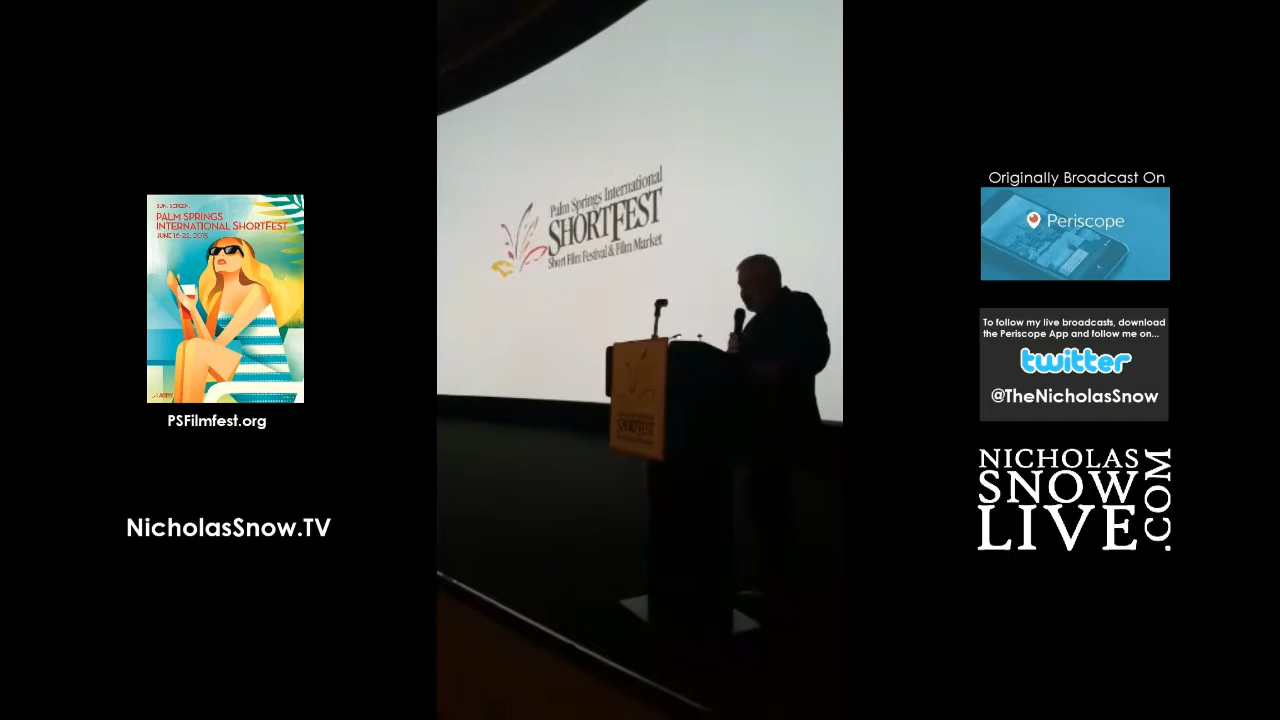 SUN. SCREEN.
PALM SPRINGS
INTERNATIONAL SHORTFEST
JUNE 16-22, 2015
PSFilmfest.org
NicholasSnow.TV
Palm Springs International
SHORTFEST
Short Film Festival & Film Market
Originally Broadcast On
Periscope
To follow my live broadcasts, download
the Periscope App and follow me on...
twitter
@TheNicholasSnow
NICHOLAS
SNOW
LIVE
.COM